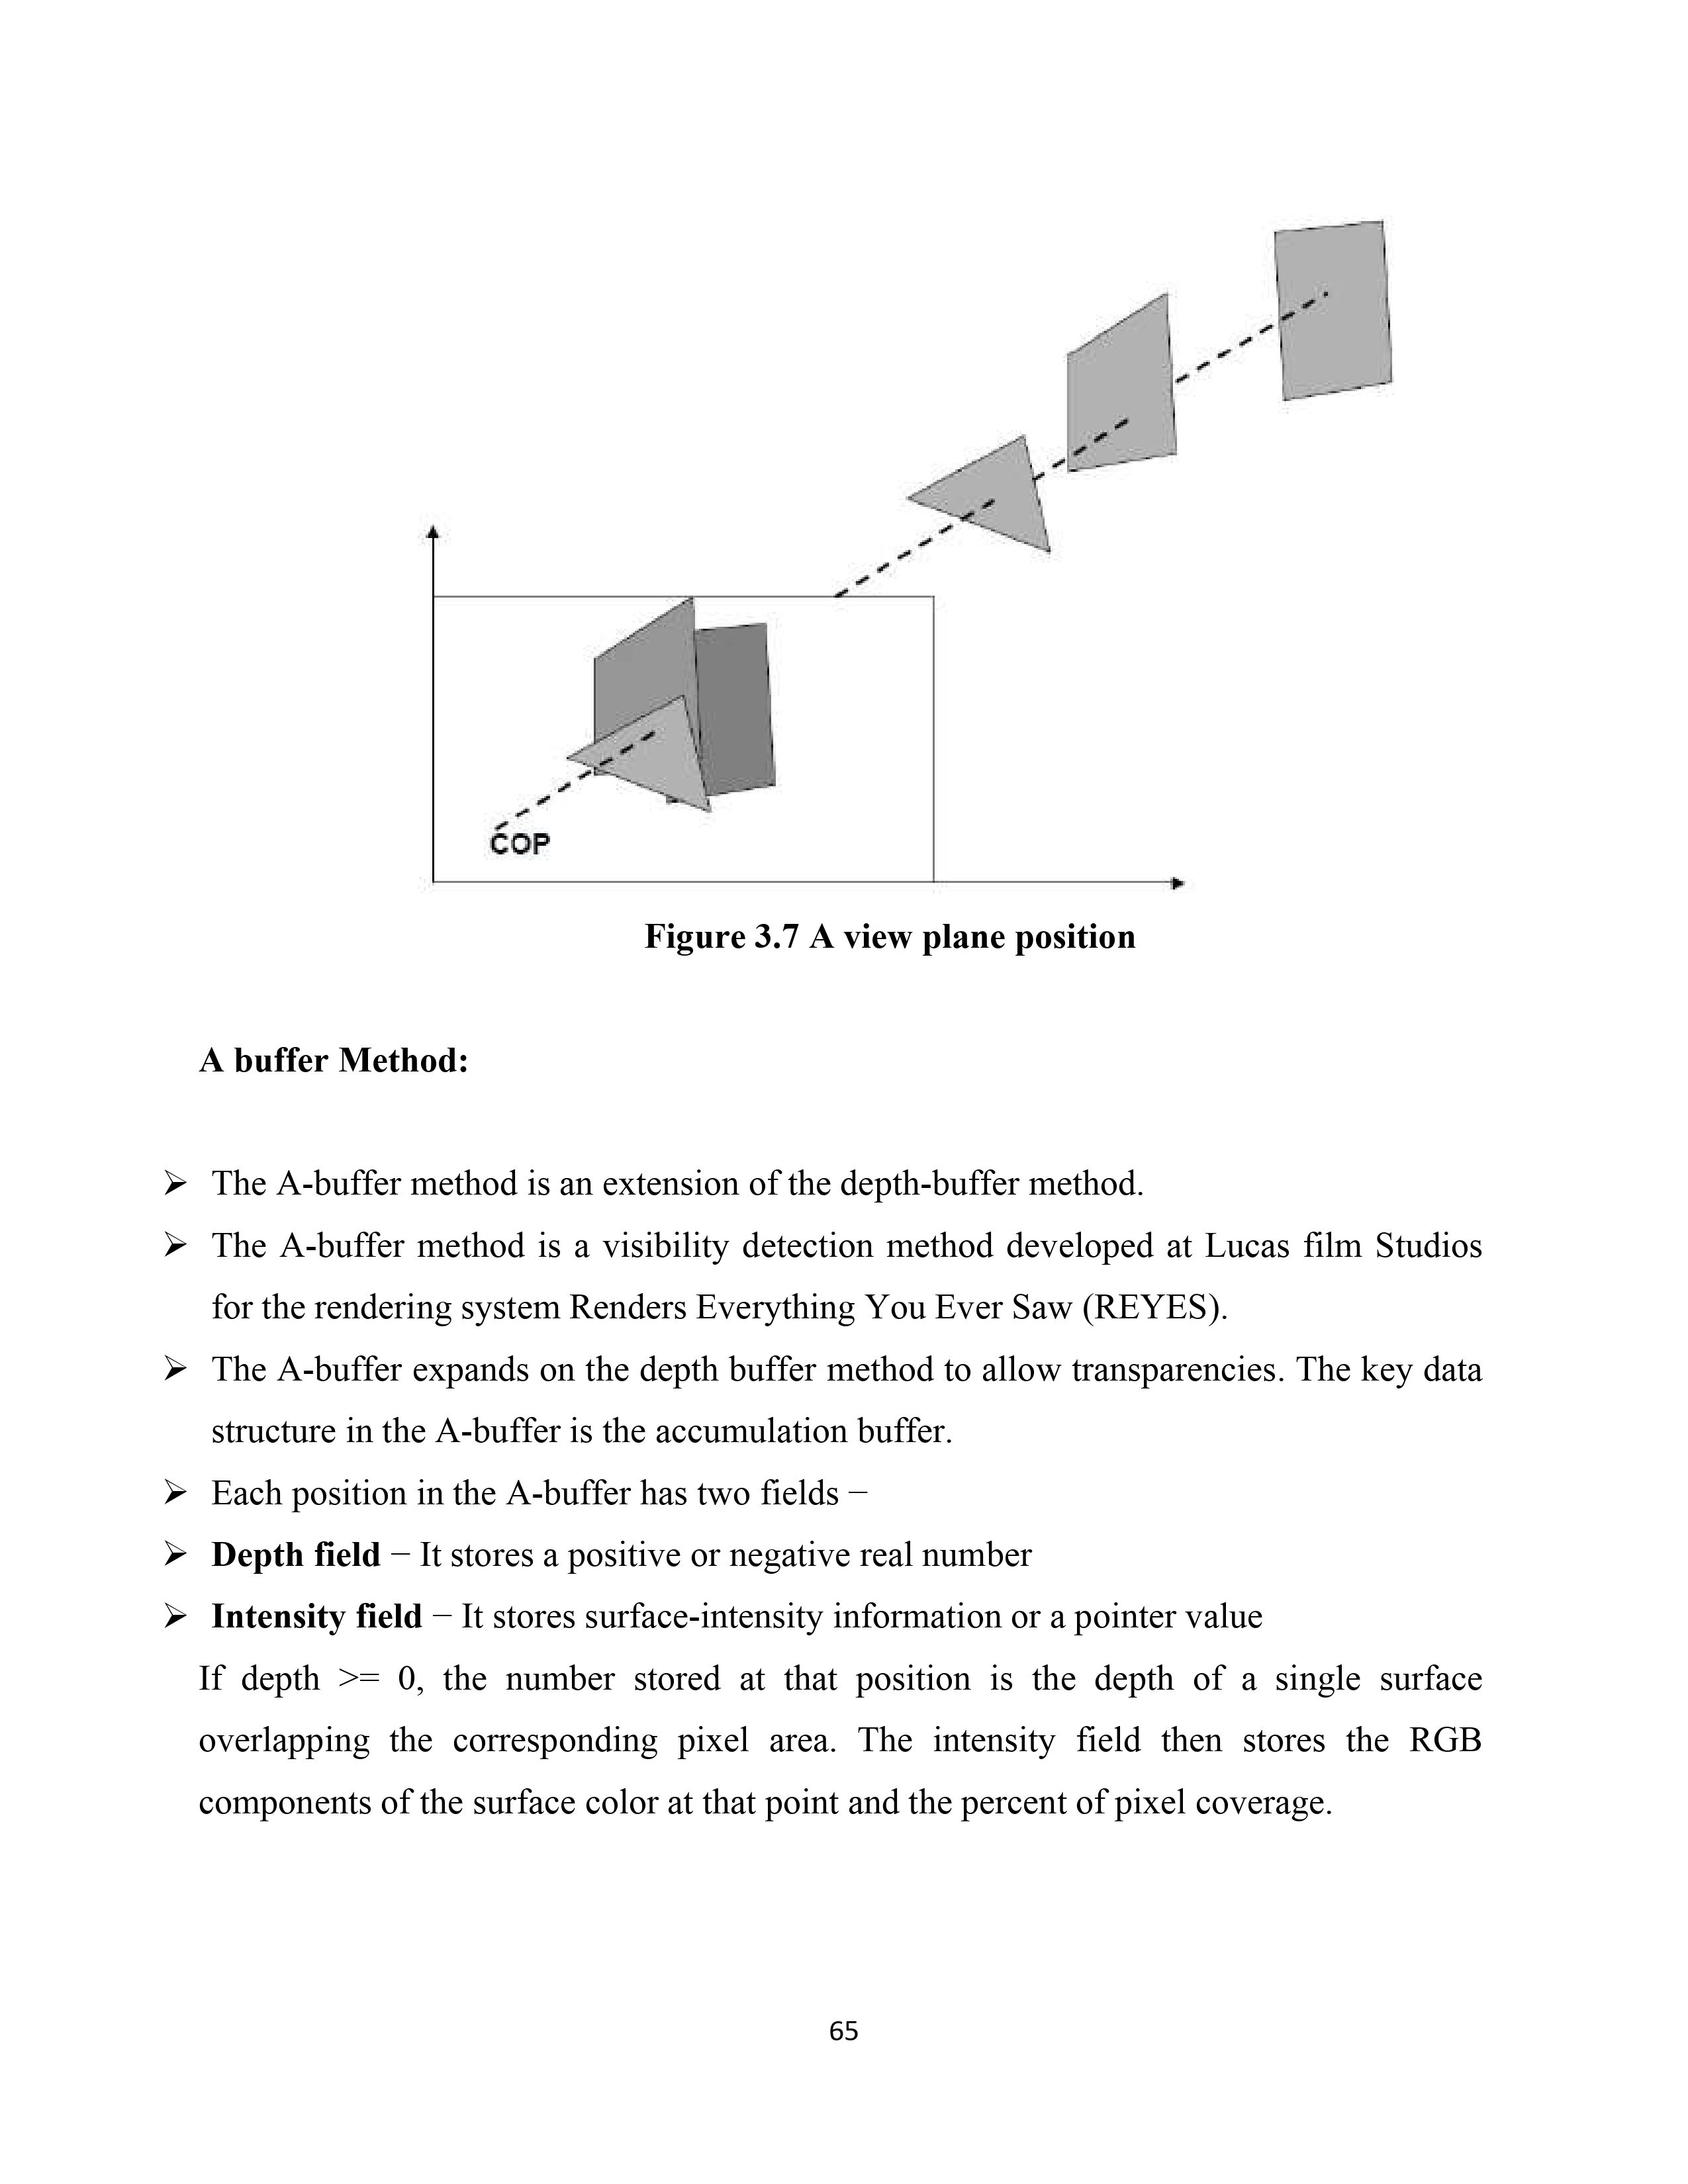 COP
Figure 3.7 A view plane position
A buffer Method:
➢ The A-buffer method is an extension of the depth-buffer method.
➢ The A-buffer method is a visibility detection method developed at Lucas film Studios
for the rendering system Renders Everything You Ever Saw (REYES).
➢ The A-buffer expands on the depth buffer method to allow transparencies. The key data
structure in the A-buffer is the accumulation buffer.
➢ Each position in the A-buffer has two fields −
➢ Depth field − It stores a positive or negative real number
➢ Intensity field − It stores surface-intensity information or a pointer value
If depth >= 0, the number stored at that position is the depth of a single surface
overlapping the corresponding pixel area. The intensity field then stores the RGB
components of the surface color at that point and the percent of pixel coverage.
65